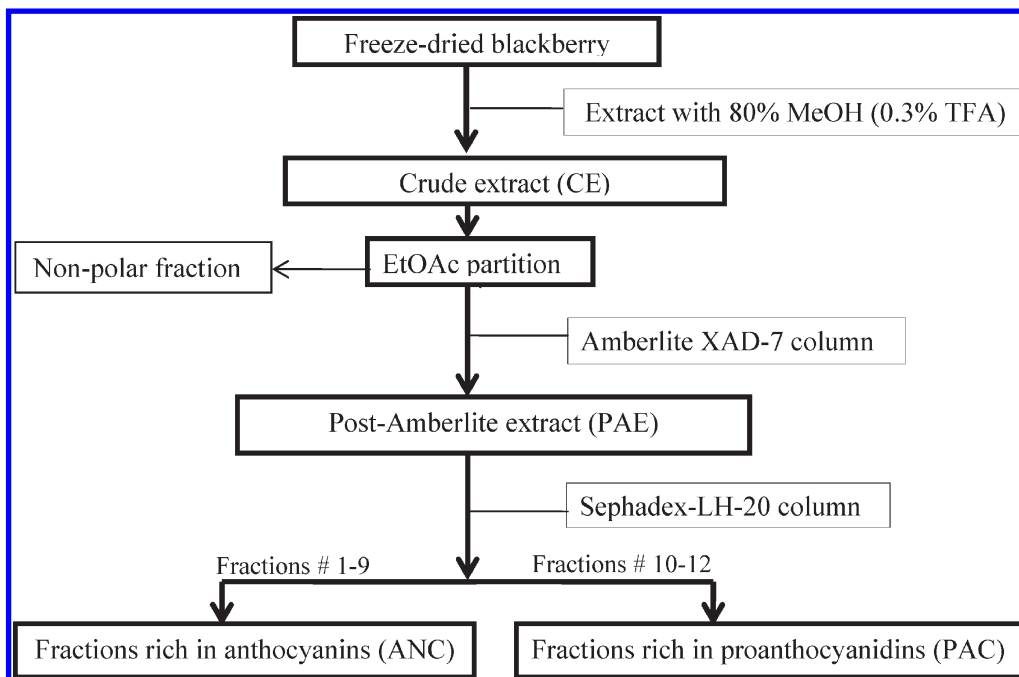 Freeze-dried blackberry
Extract with 80% MeOH (0.3% TFA)
Crude extract (CE)
Non-polar fraction
EtOAc partition
Amberlite XAD-7 column
Post-Amberlite extract (PAE)
Sephadex-LH-20 column
Fractions # 1-9
Fractions # 10-12
Fractions rich in anthocyanins (ANC)
Fractions rich in proanthocyanidins (PAC)